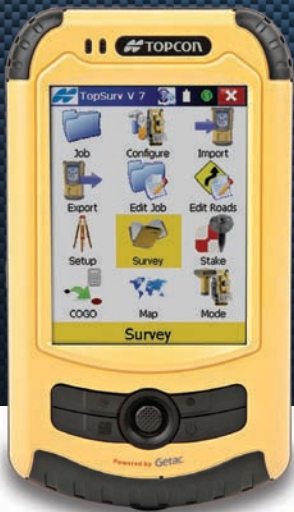 TOPCON
TopSurv V 7
Job Configure Import
Export Edit Job Edit Roads
Setup Survey Stake
COGO Map Mode
Survey
Powered by Getac